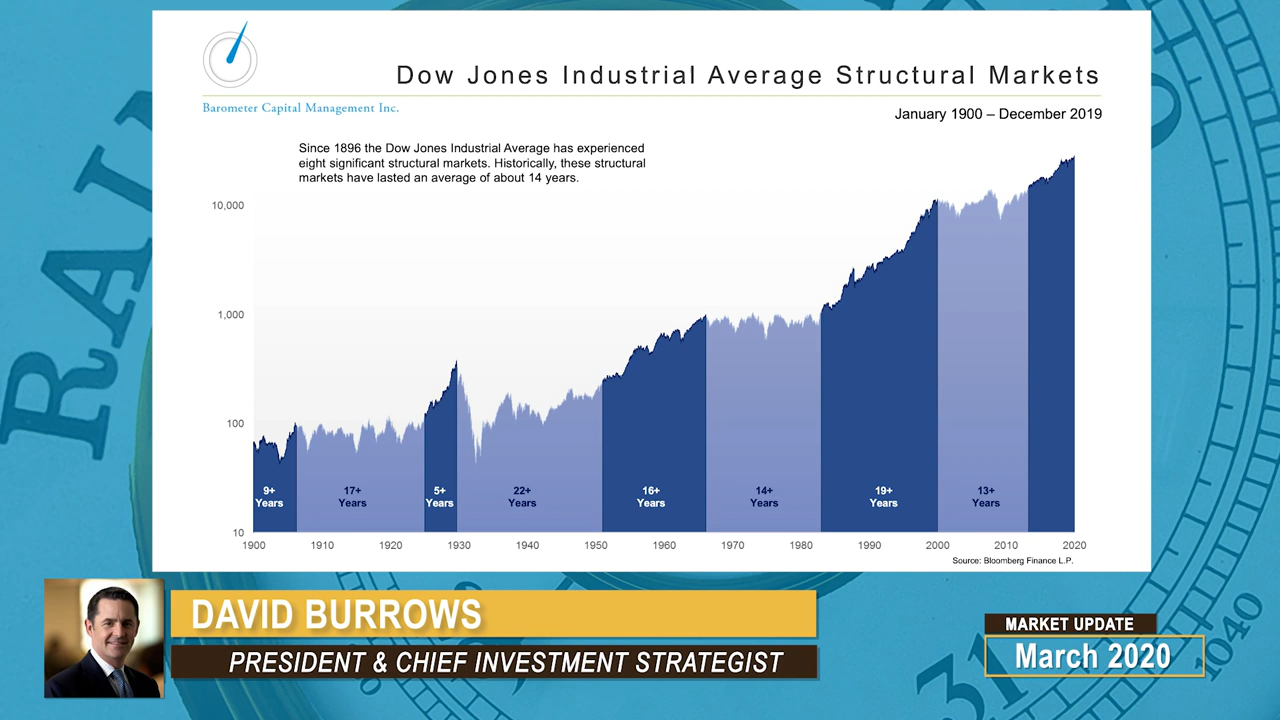 Barometer Capital Management Inc.
Dow Jones Industrial Average Structural Markets
January 1900 – December 2019
Since 1896 the Dow Jones Industrial Average has experienced
eight significant structural markets. Historically, these structural
markets have lasted an average of about 14 years.
10,000
1,000
100
10
9+
Years
17+
Years
5+
Years
22+
Years
16+
Years
14+
Years
19+
Years
13+
Years
1900 1910 1920 1930 1940 1950 1960 1970 1980 1990 2000 2010 2020
Source: Bloomberg Finance L.P.
DAVID BURROWS
PRESIDENT & CHIEF INVESTMENT STRATEGIST
MARKET UPDATE
March 2020
RAI
31
1040